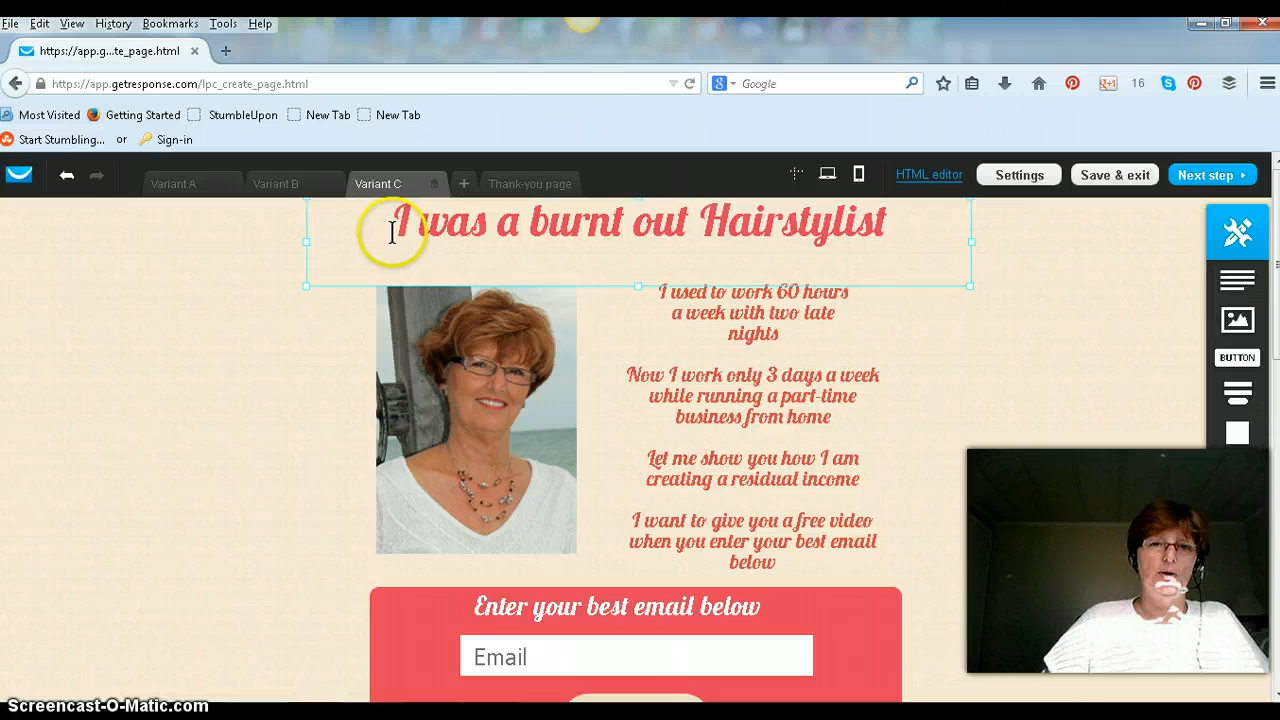 File Edit View History Bookmarks Tools Help
https://app.g...te_page.html
https://app.getresponse.com/lpc_create_page.html
Google
16
Most Visited Getting Started StumbleUpon New Tab New Tab
Start Stumbling... or Sign-in
Variant A Variant B Variant C + Thank-you page
HTML editor Settings Save & exit Next step
I was a burnt out Hairstylist
I used to work 60 hours
a week with two late
nights
BUTTON
Now I work only 3 days a week
while running a part-time
business from home
Let me show you how I am
creating a residual income
I want to give you a free video
when you enter your best email
below
Enter your best email below
Email
Screencast-O-Matic.com